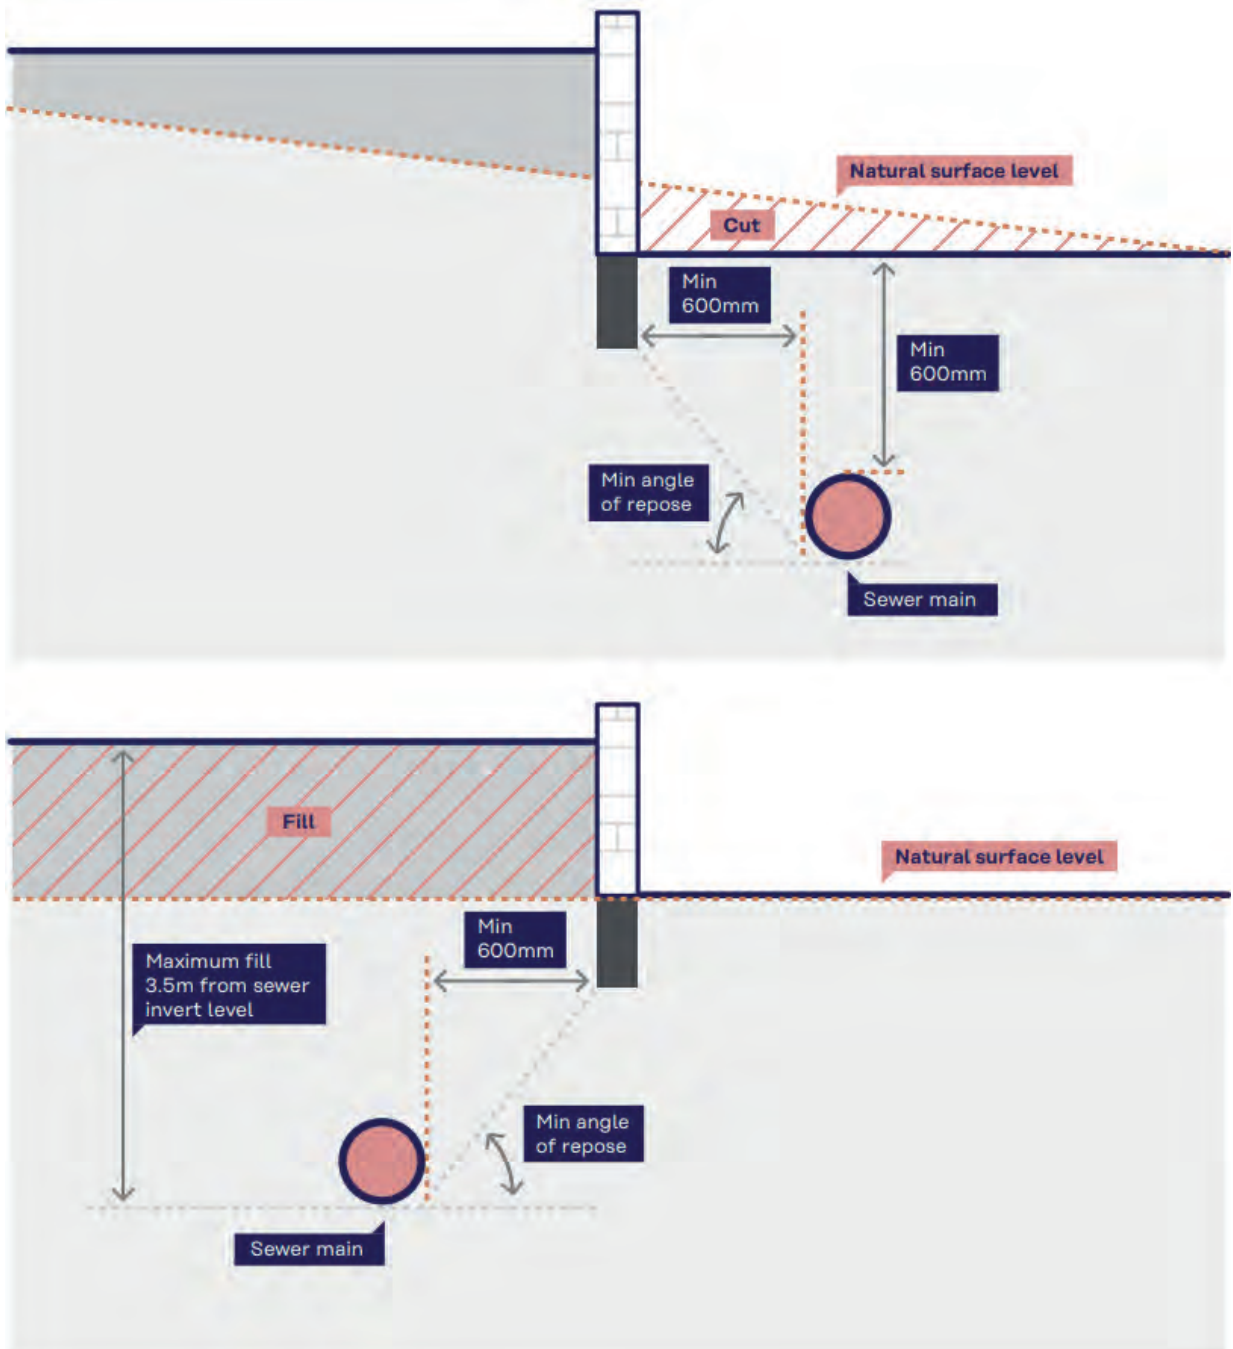 Natural surface level
Cut
Min
600mm
Min
600mm
Min angle
of repose
Sewer main
Fill
Natural surface level
Min
600mm
Maximum fill
3.5m from sewer
invert level
Min angle
of repose
Sewer main